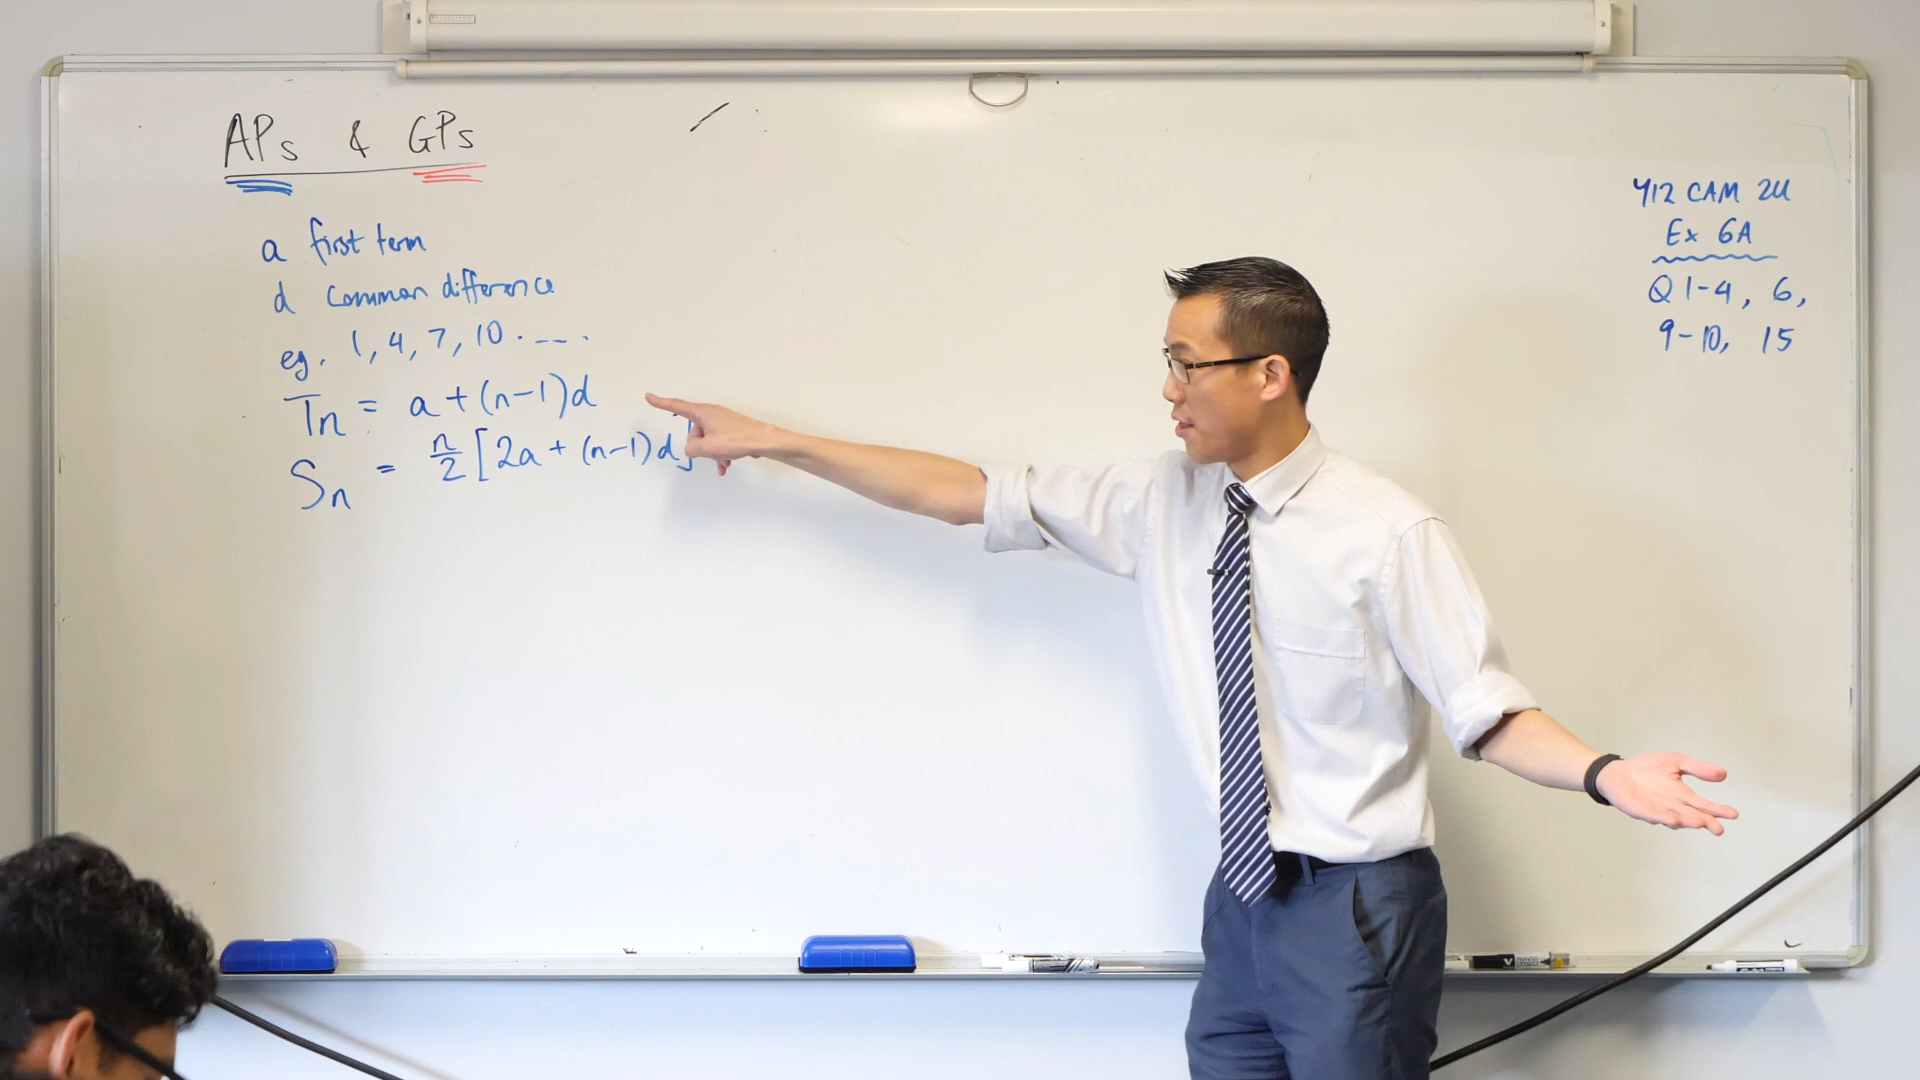 APs & GPs
a first term
d common difference
eg. 1, 4, 7, 10 . ....
Tn = a + (n-1)d
Sn = n/2 [2a + (n-1)d]
Y12 CAM 2U
Ex 6A
Q 1-4, 6,
9-10, 15